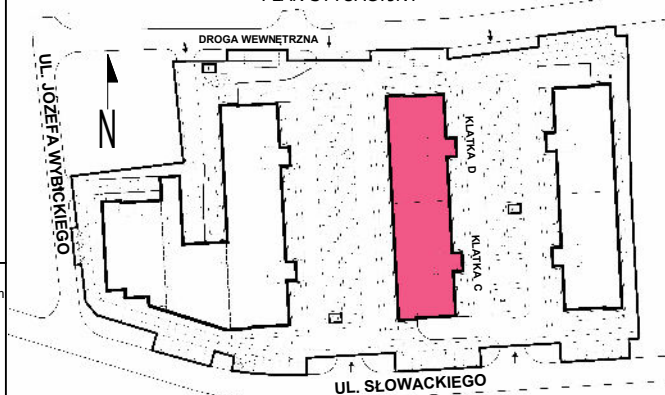 DROGA WEWNĘTRZNA
UL. JÓZEFA WYBICKIEGO
N
KLATKA D
KLATKA C
UL. SŁOWACKIEGO